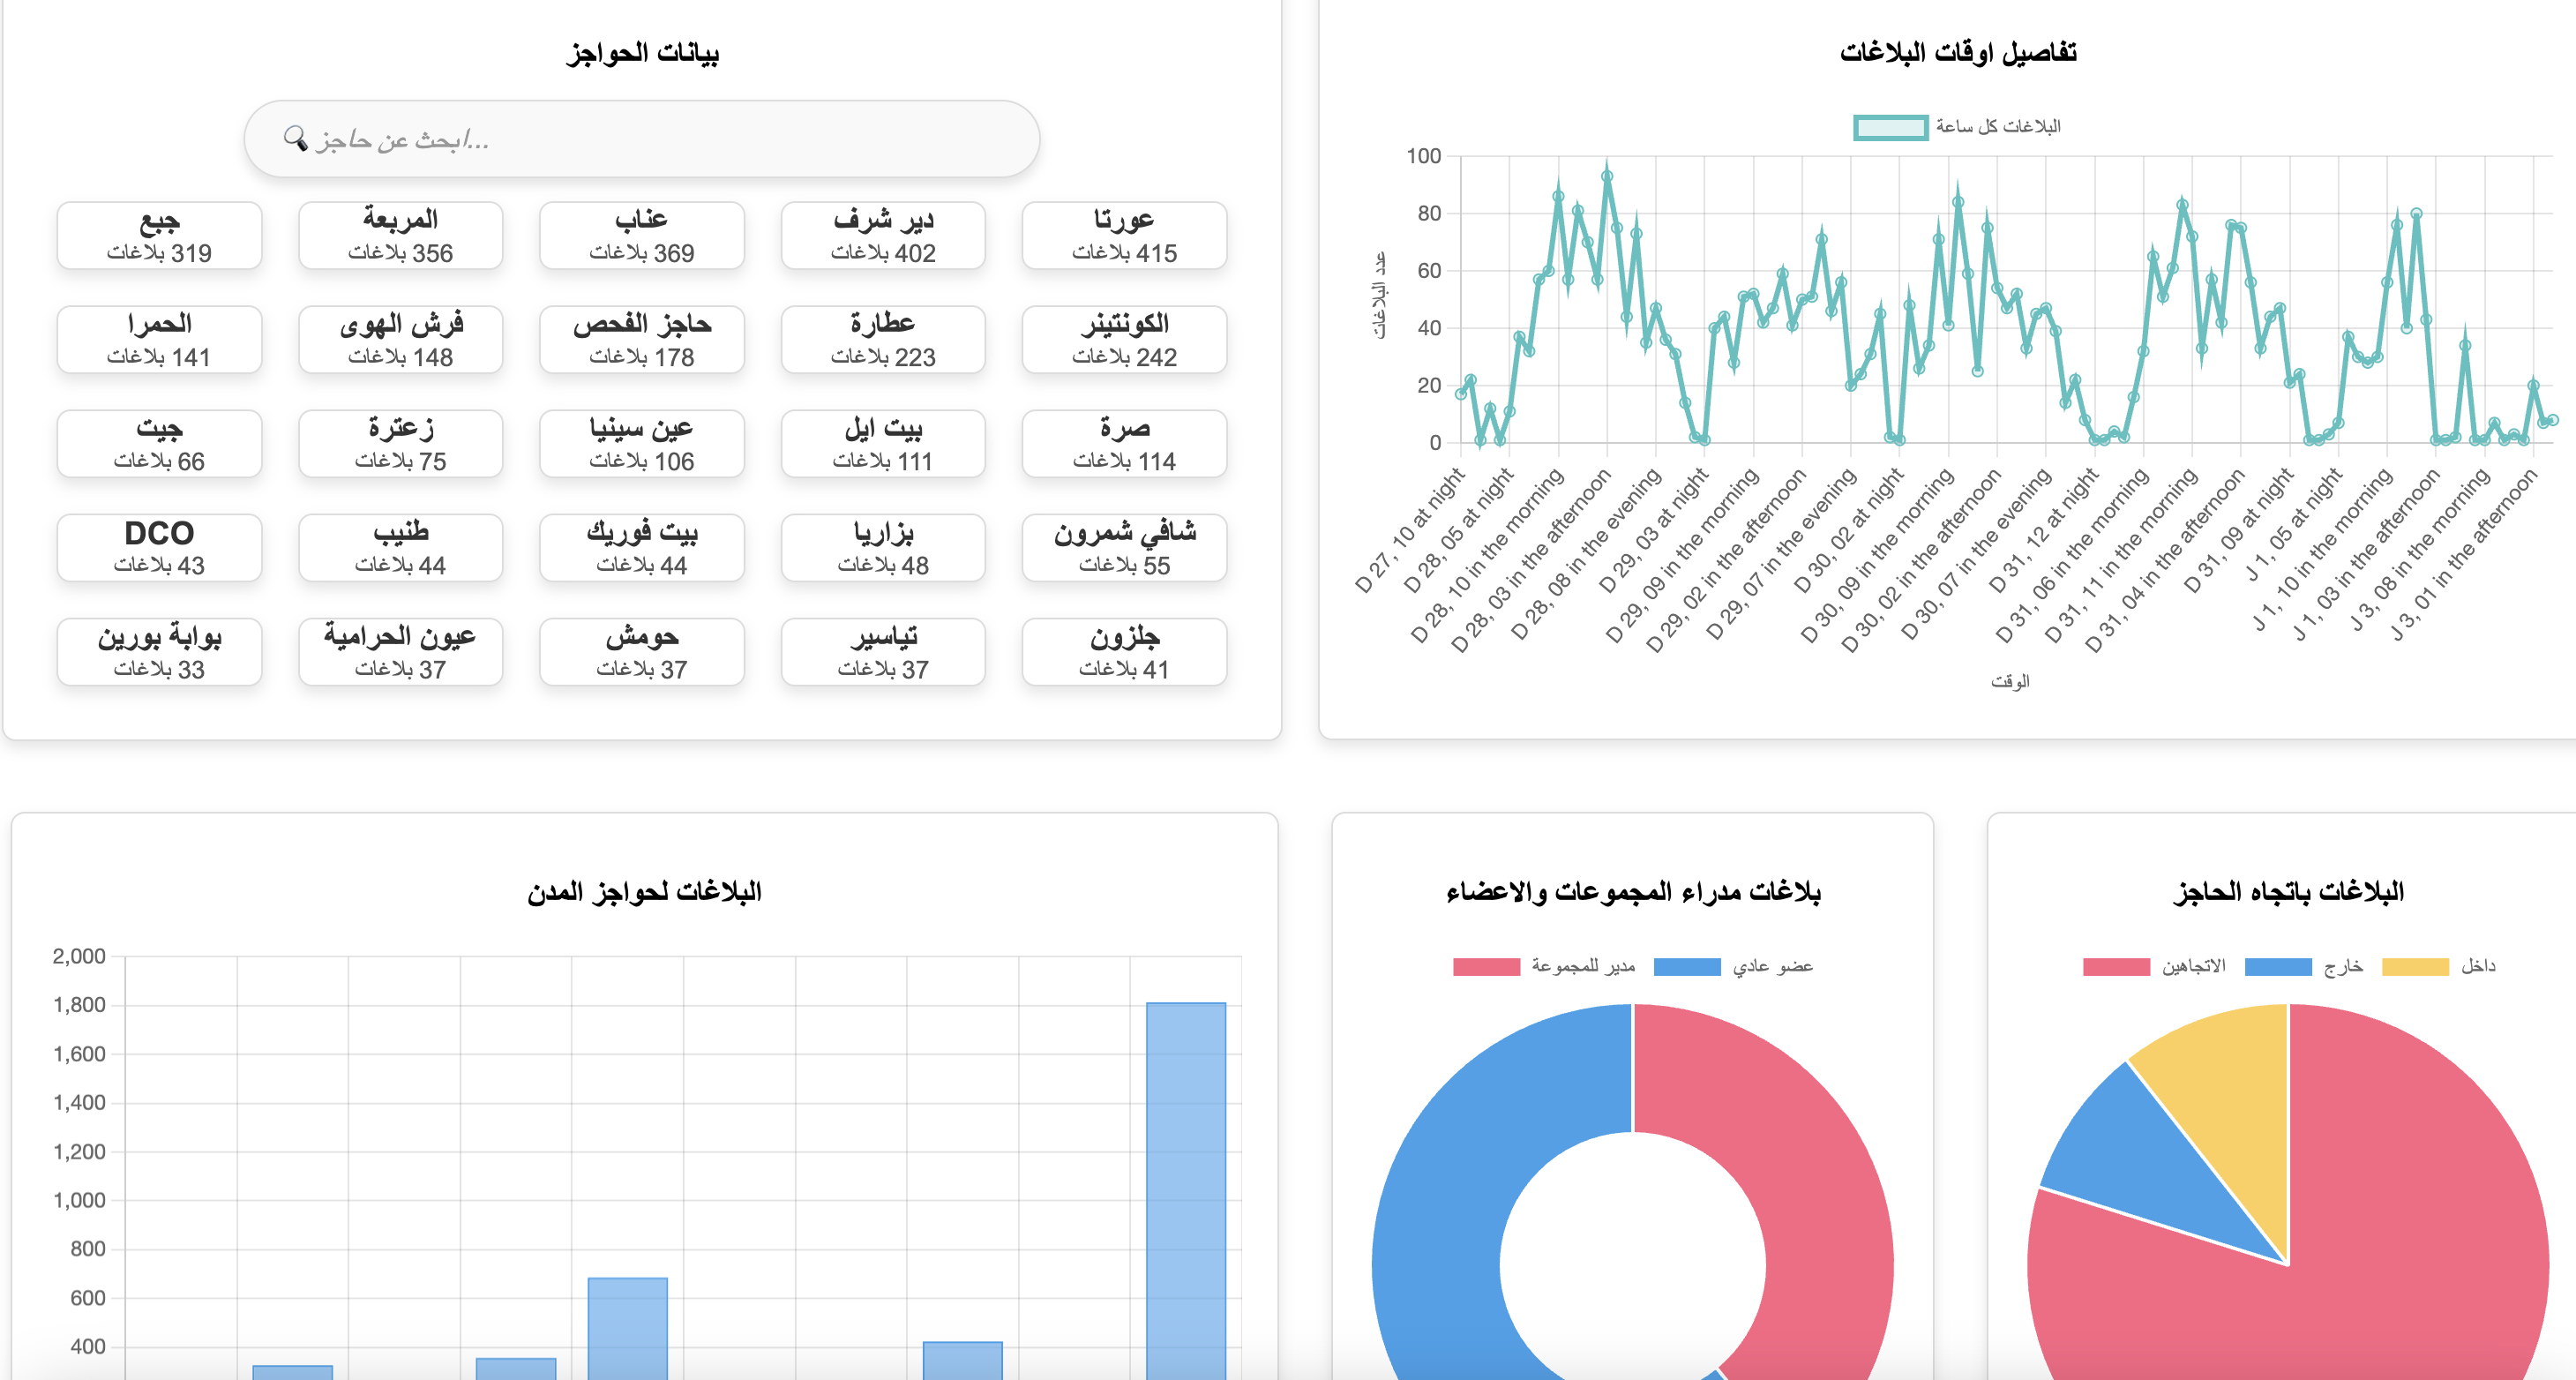 بيانات الحواجز
ابحث عن حاجز...
عورتا
415 بلاغات
دير شرف
402 بلاغات
عناب
369 بلاغات
المربعة
356 بلاغات
جبع
319 بلاغات
الكونتينر
242 بلاغات
عطارة
223 بلاغات
حاجز الفحص
178 بلاغات
فرش الهوى
148 بلاغات
الحمرا
141 بلاغات
صرة
114 بلاغات
بيت ايل
111 بلاغات
عين سينيا
106 بلاغات
زعترة
75 بلاغات
جيت
66 بلاغات
شافي شمرون
55 بلاغات
بزاريا
48 بلاغات
بيت فوريك
44 بلاغات
طنيب
44 بلاغات
DCO
43 بلاغات
جلزون
41 بلاغات
تياسير
37 بلاغات
حومش
37 بلاغات
عيون الحرامية
37 بلاغات
بوابة بورين
33 بلاغات
تفاصيل اوقات البلاغات
البلاغات كل ساعة
عدد البلاغات
100
80
60
40
20
0
D 27, 10 at night
D 28, 05 at night
D 28, 10 in the morning
D 28, 03 in the afternoon
D 28, 08 in the evening
D 29, 03 at night
D 29, 09 in the morning
D 29, 02 in the afternoon
D 29, 07 in the evening
D 30, 02 at night
D 30, 09 in the morning
D 30, 02 in the afternoon
D 30, 07 in the evening
D 31, 12 at night
D 31, 06 in the morning
D 31, 11 in the morning
D 31, 04 in the afternoon
D 31, 09 at night
J 1, 05 at night
J 1, 10 in the morning
J 1, 03 in the afternoon
J 3, 08 in the morning
J 3, 01 in the afternoon
الوقت
البلاغات لحواجز المدن
2,000
1,800
1,600
1,400
1,200
1,000
800
600
400
بلاغات مدراء المجموعات والاعضاء
مدير للمجموعة
عضو عادي
البلاغات باتجاه الحاجز
الاتجاهين
خارج
داخل